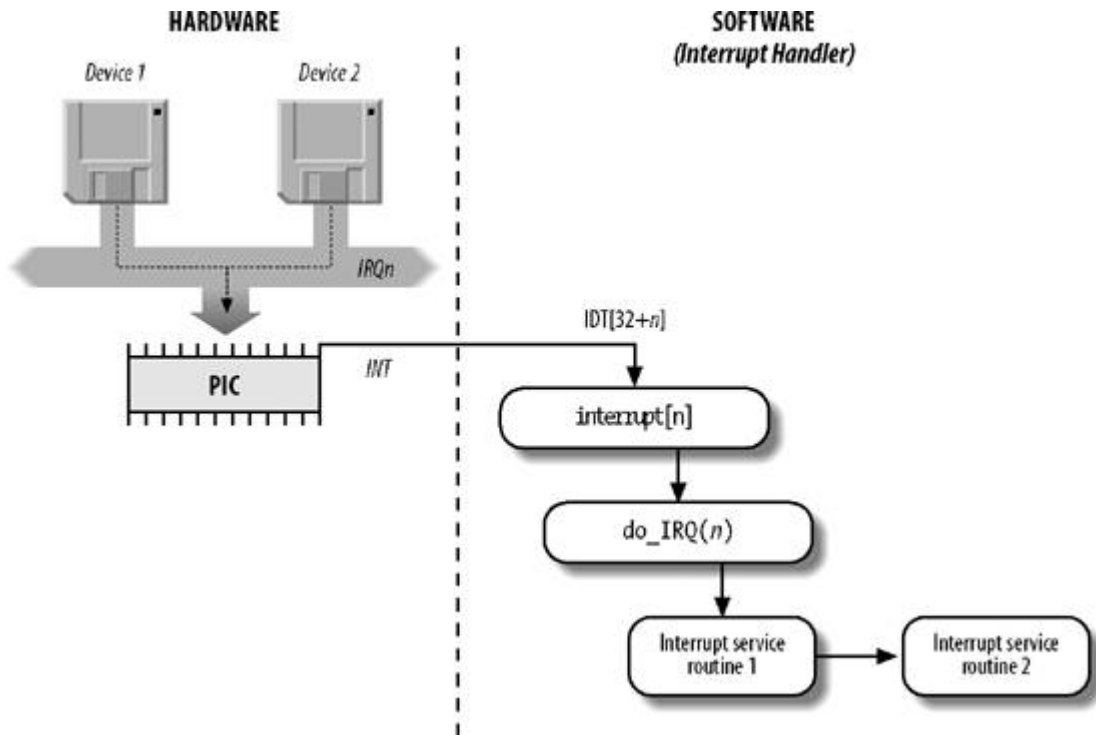 HARDWARE
SOFTWARE
(Interrupt Handler)
Device 1
Device 2
IRQn
IDT[32+n]
INT
PIC
interrupt[n]
do_IRQ(n)
Interrupt service
routine 1
Interrupt service
routine 2